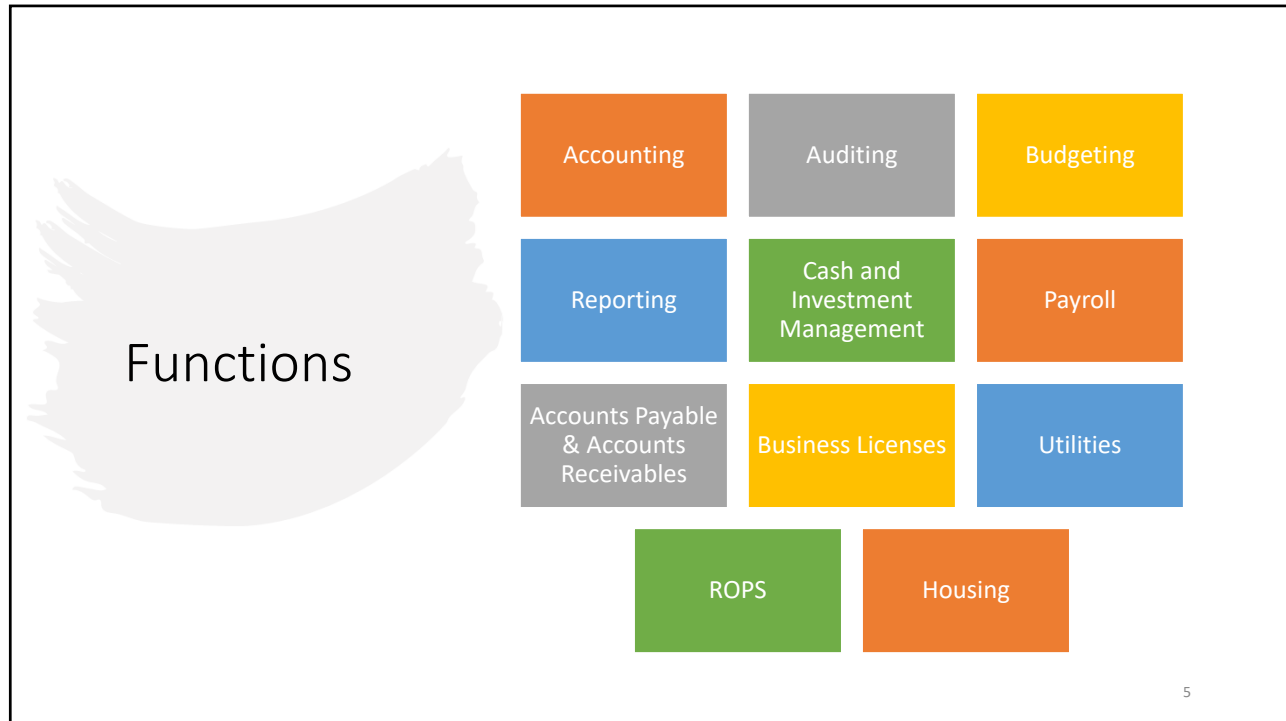 Functions
Accounting
Auditing
Budgeting
Reporting
Cash and
Investment
Management
Payroll
Accounts Payable
& Accounts
Receivables
Business Licenses
Utilities
ROPS
Housing
5